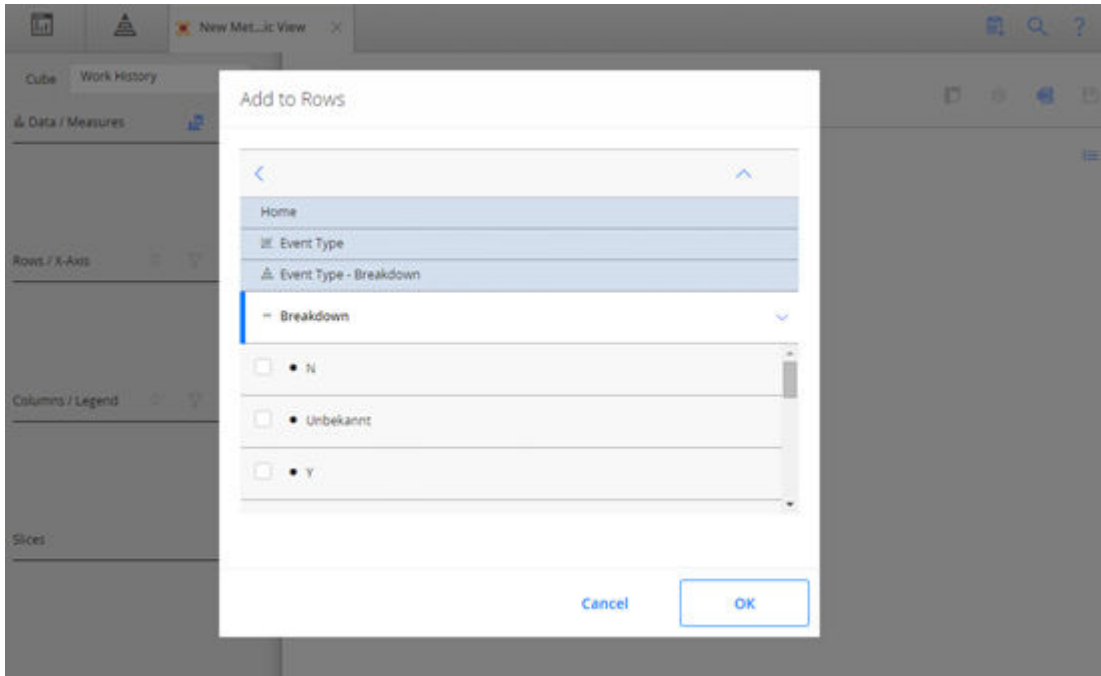 New Met...ic View
Cube Work History
Data / Measures
Rows / X-Axis
Columns / Legend
Slices
Add to Rows
Home
Event Type
Event Type - Breakdown
Breakdown
N
Unbekannt
Y
Cancel OK